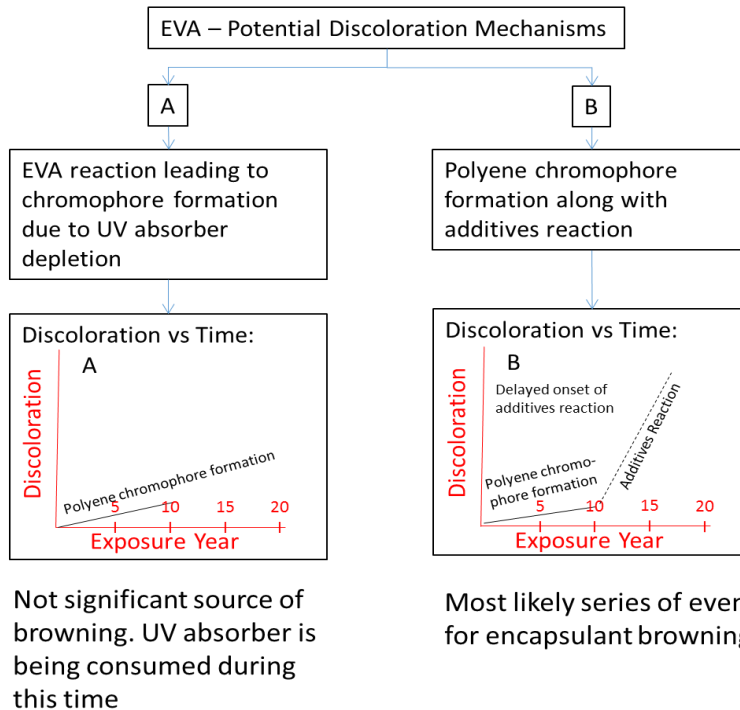 EVA – Potential Discoloration Mechanisms
A
B
EVA reaction leading to
chromophore formation
due to UV absorber
depletion
Polyene chromophore
formation along with
additives reaction
Discoloration vs Time:
A
Discoloration
Polyene chromophore formation
5 10 15 20
Exposure Year
Discoloration vs Time:
B
Delayed onset of
additives reaction
Discoloration
Polyene chromo-
phore formation
Additives Reaction
5 10 15 20
Exposure Year
Not significant source of
browning. UV absorber is
being consumed during
this time
Most likely series of even
for encapsulant browning